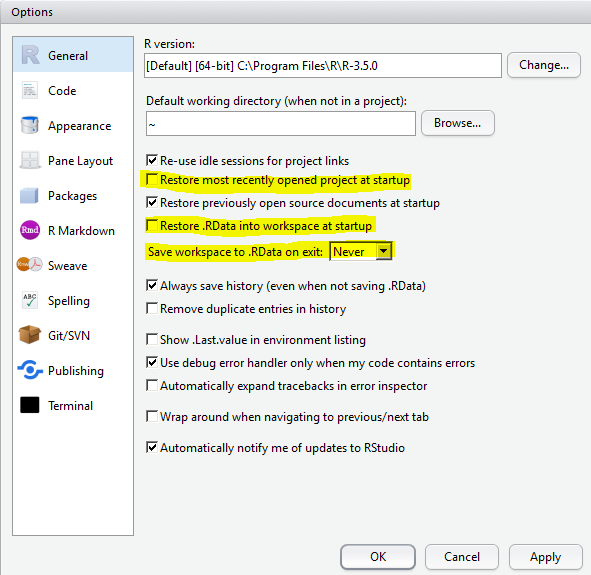 Options
General
Code
Appearance
Pane Layout
Packages
Rmd R Markdown
Sweave
ABC Spelling
Git/SVN
Publishing
Terminal
R version:
[Default] [64-bit] C:\Program Files\R\R-3.5.0
Change...
Default working directory (when not in a project):
~
Browse...
Re-use idle sessions for project links
Restore most recently opened project at startup
Restore previously open source documents at startup
Restore .RData into workspace at startup
Save workspace to .RData on exit: Never
Always save history (even when not saving .RData)
Remove duplicate entries in history
Show .Last.value in environment listing
Use debug error handler only when my code contains errors
Automatically expand tracebacks in error inspector
Wrap around when navigating to previous/next tab
Automatically notify me of updates to RStudio
OK
Cancel
Apply